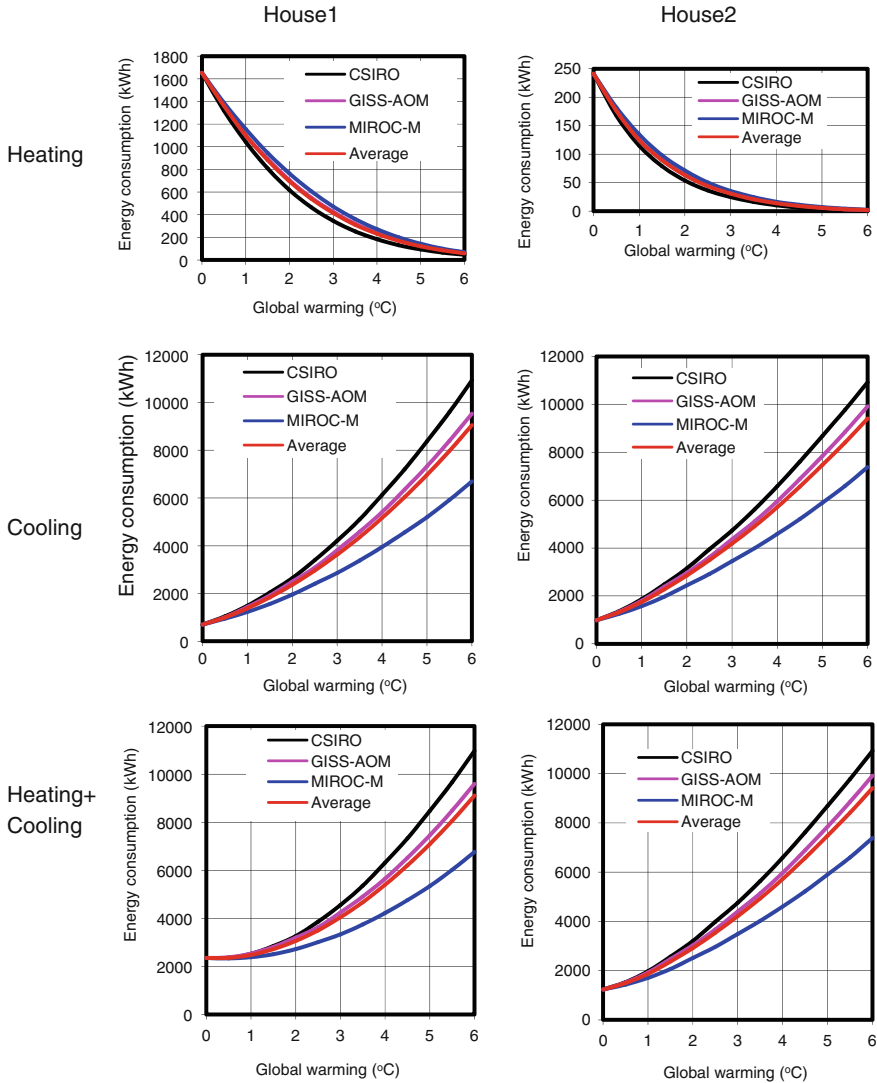 House1
House2
Heating
Energy consumption (kWh)
1800
1600
1400
1200
1000
800
600
400
200
0
CSIRO
GISS-AOM
MIROC-M
Average
0 1 2 3 4 5 6
Global warming (°C)
Energy consumption (kWh)
250
200
150
100
50
0
CSIRO
GISS-AOM
MIROC-M
Average
0 1 2 3 4 5 6
Global warming (°C)
Cooling
Energy consumption (kWh)
12000
10000
8000
6000
4000
2000
0
CSIRO
GISS-AOM
MIROC-M
Average
0 1 2 3 4 5 6
Global warming (°C)
Energy consumption (kWh)
12000
10000
8000
6000
4000
2000
0
CSIRO
GISS-AOM
MIROC-M
Average
0 1 2 3 4 5 6
Global warming (°C)
Heating+
Cooling
Energy consumption (kWh)
12000
10000
8000
6000
4000
2000
0
CSIRO
GISS-AOM
MIROC-M
Average
0 1 2 3 4 5 6
Global warming (°C)
Energy consumption (kWh)
12000
10000
8000
6000
4000
2000
0
CSIRO
GISS-AOM
MIROC-M
Average
0 1 2 3 4 5 6
Global warming (°C)